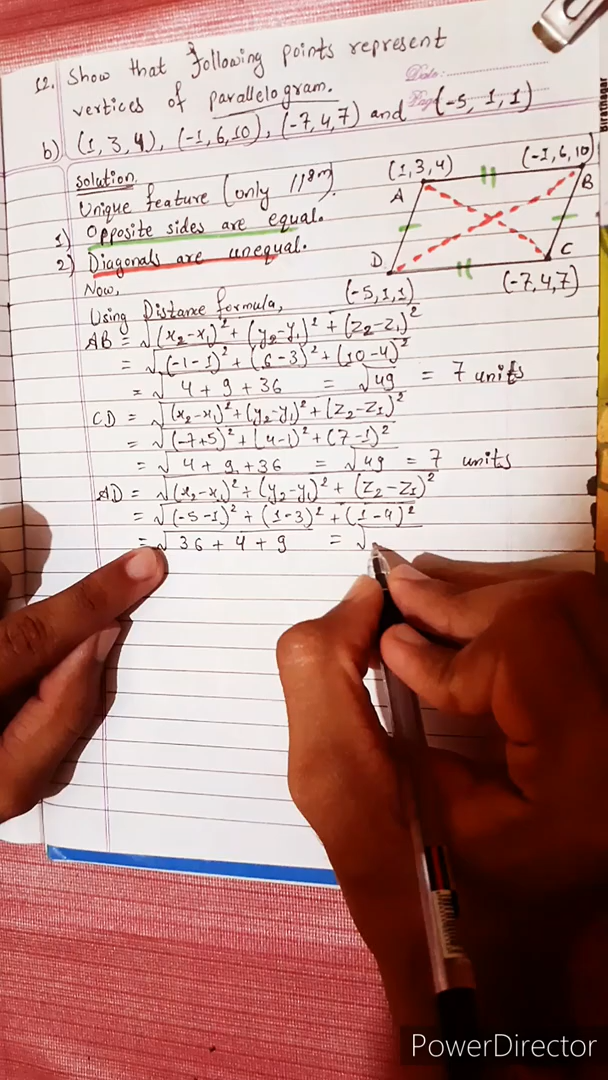 12. Show that following points represent
vertices of parallelogram.
Date:
Page:
b) (1, 3, 4), (-1, 6, 10), (-7, 4, 7) and (-5, 1, 1)
solution,
Unique feature (only 11gm).
1) Opposite sides are equal.
2) Diagonals are unequal.
(1, 3, 4)
(-1, 6, 10)
A
B
D
C
(-5, 1, 1)
(-7, 4, 7)
Now,
Using Distance formula,
AB = √(x₂-x₁)² + (y₂-y₁)² + (z₂-z₁)²
= √(-1-1)² + (6-3)² + (10-4)²
= √4 + 9 + 36 = √49 = 7 units
CD = √(x₂-x₁)² + (y₂-y₁)² + (z₂-z₁)²
= √(-7+5)² + (4-1)² + (7-1)²
= √4 + 9 + 36 = √49 = 7 units
AD = √(x₂-x₁)² + (y₂-y₁)² + (z₂-z₁)²
= √(-5-1)² + (1-3)² + (1-4)²
= √36 + 4 + 9 = √
PowerDirector